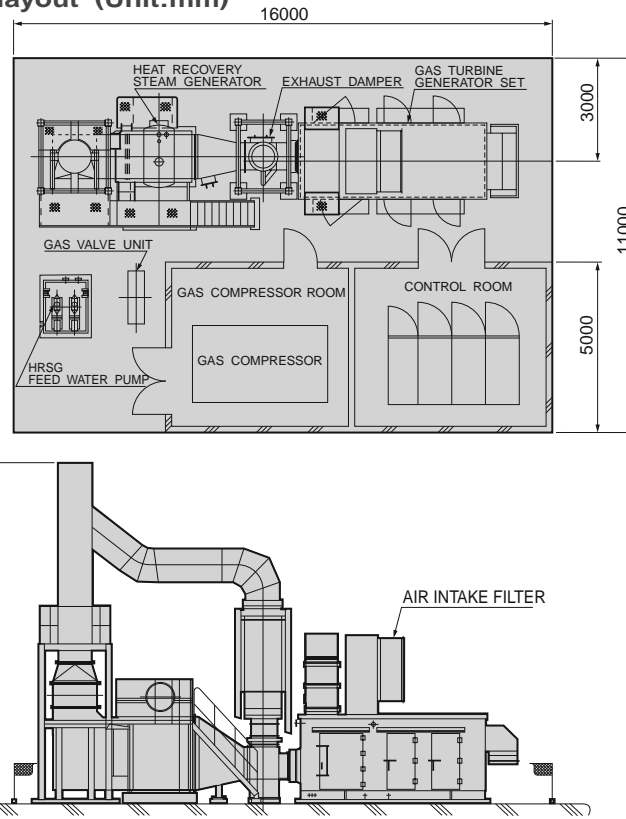 layout (Unit:mm)
16000
HEAT RECOVERY
STEAM GENERATOR
EXHAUST DAMPER
GAS TURBINE
GENERATOR SET
3000
11000
GAS VALVE UNIT
GAS COMPRESSOR ROOM
CONTROL ROOM
5000
GAS COMPRESSOR
HRSG
FEED WATER PUMP
AIR INTAKE FILTER